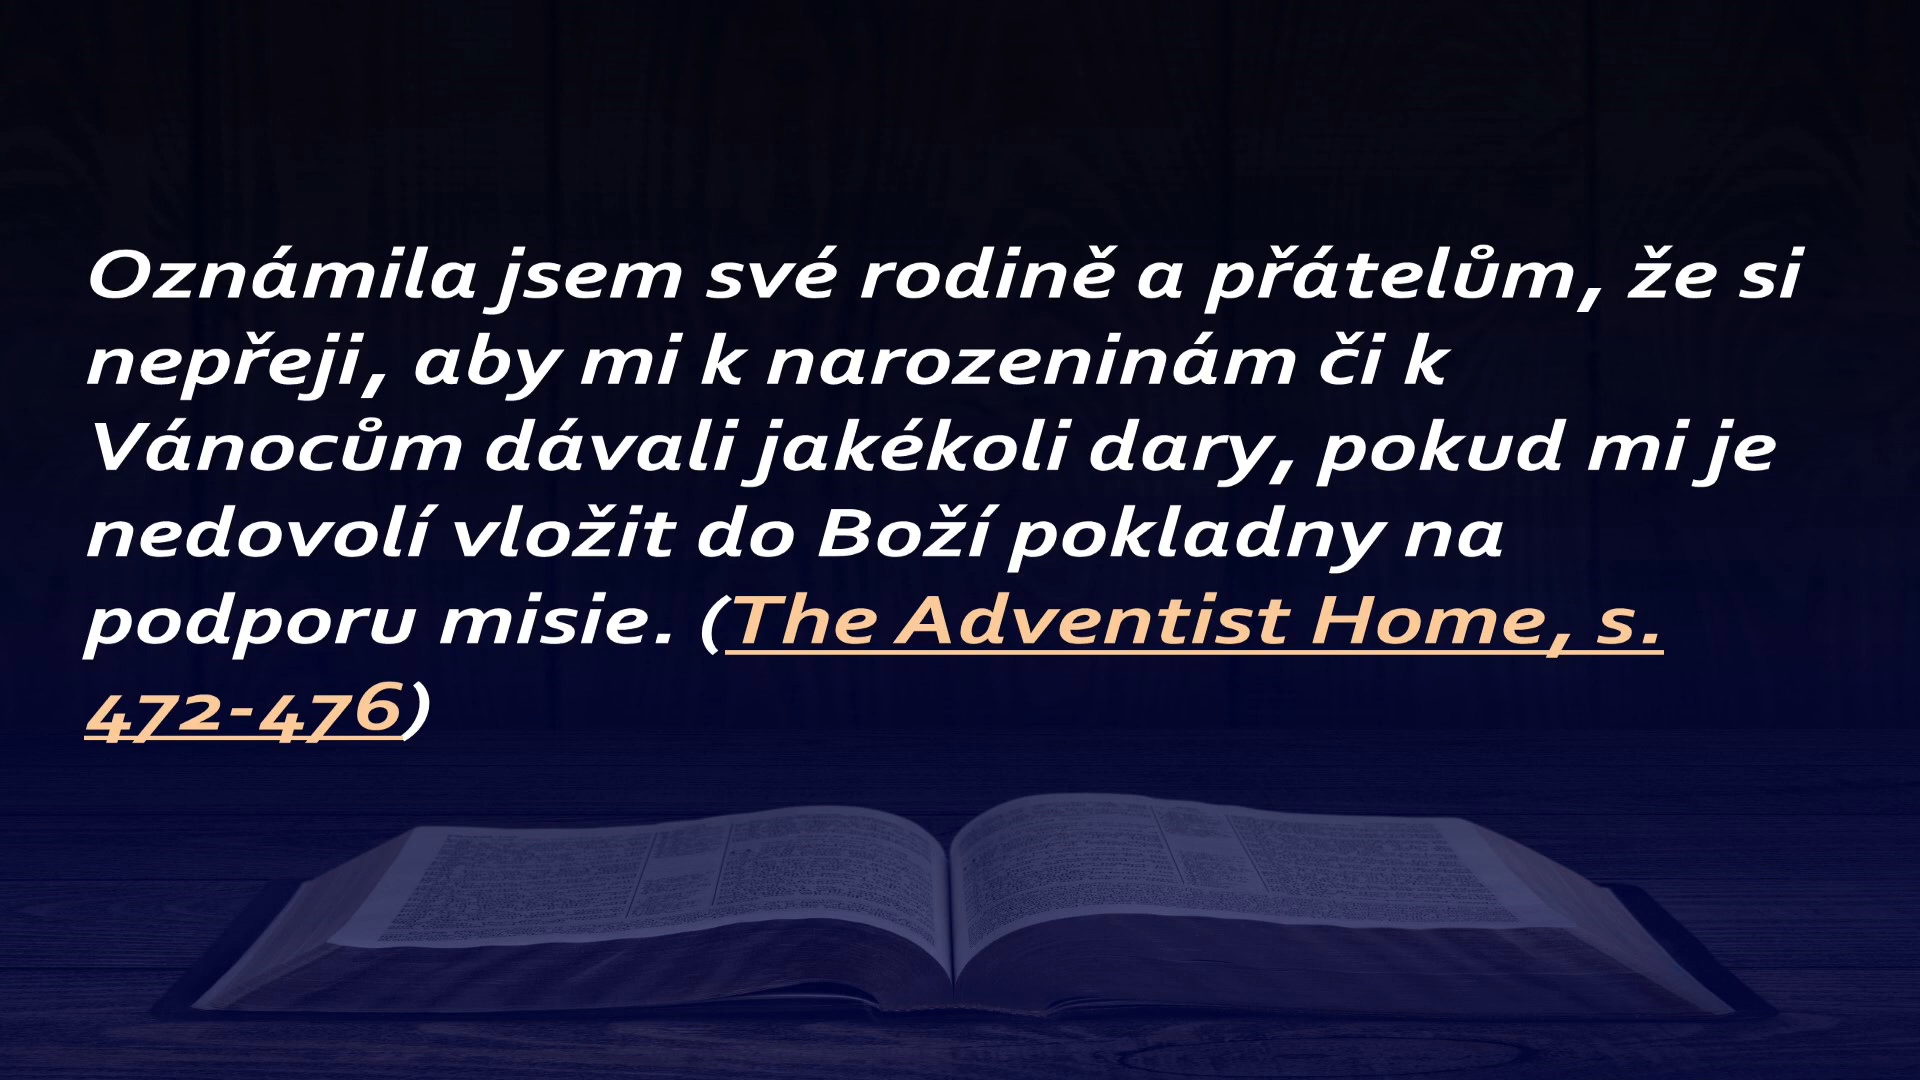 Oznámila jsem své rodině a přátelům, že si
nepřeji, aby mi k narozeninám či k
Vánocům dávali jakékoli dary, pokud mi je
nedovolí vložit do Boží pokladny na
podporu misie. (The Adventist Home, s.
472-476)